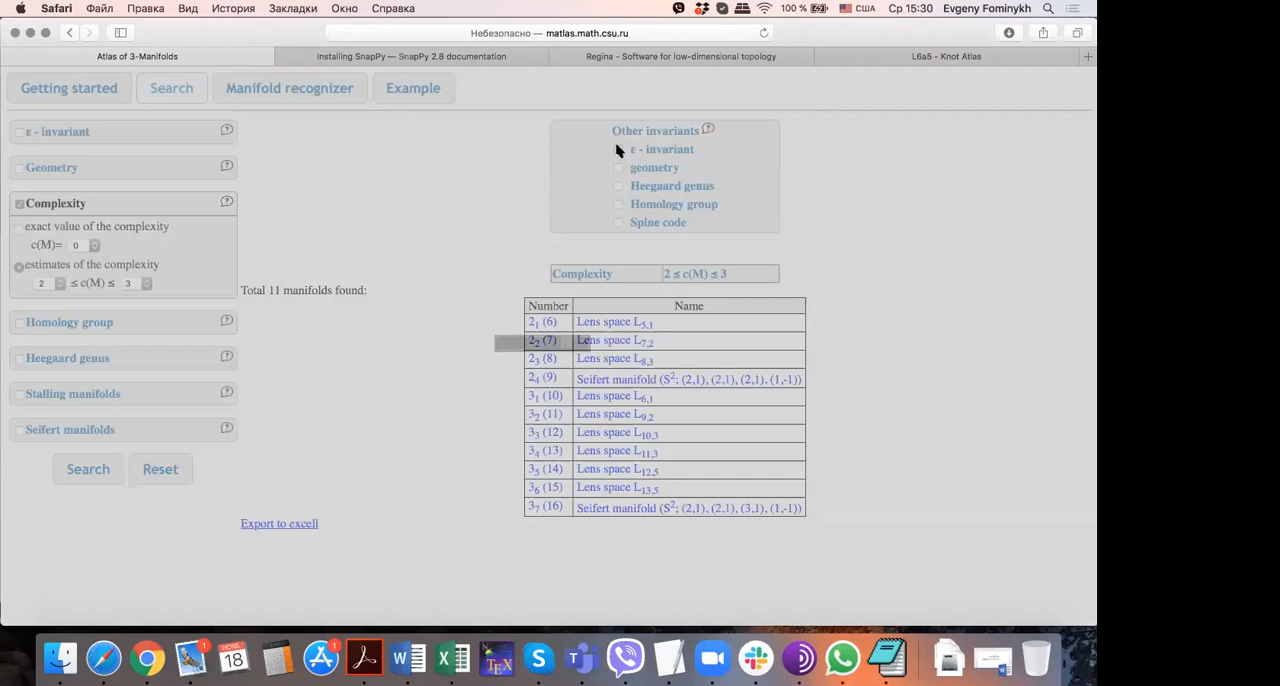 Safari Файл Правка Вид История Закладки Окно Справка 100 % США Ср 15:30 Evgeny Fominykh
Небезопасно — matlas.math.csu.ru
Atlas of 3-Manifolds Installing SnapPy — SnapPy 2.8 documentation Regina - Software for low-dimensional topology L6a5 - Knot Atlas +
Getting started Search Manifold recognizer Example
ε - invariant ?
Geometry ?
Complexity ?
exact value of the complexity
c(M)= 0
estimates of the complexity
2 ≤ c(M) ≤ 3
Homology group ?
Heegaard genus ?
Stalling manifolds ?
Seifert manifolds ?
Search Reset
Total 11 manifolds found:
Export to excell
Other invariants ?
ε - invariant
geometry
Heegaard genus
Homology group
Spine code
Complexity 2 ≤ c(M) ≤ 3
Number Name
2₁ (6) Lens space L₅,₁
2₂ (7) Lens space L₇,₂
2₃ (8) Lens space L₈,₃
2₄ (9) Seifert manifold (S²; (2,1), (2,1), (2,1), (1,-1))
3₁ (10) Lens space L₆,₁
3₂ (11) Lens space L₉,₂
3₃ (12) Lens space L₁₀,₃
3₄ (13) Lens space L₁₁,₃
3₅ (14) Lens space L₁₂,₅
3₆ (15) Lens space L₁₃,₅
3₇ (16) Seifert manifold (S²; (2,1), (2,1), (3,1), (1,-1))
1 НОЯБ. 18 1 W X TEX S